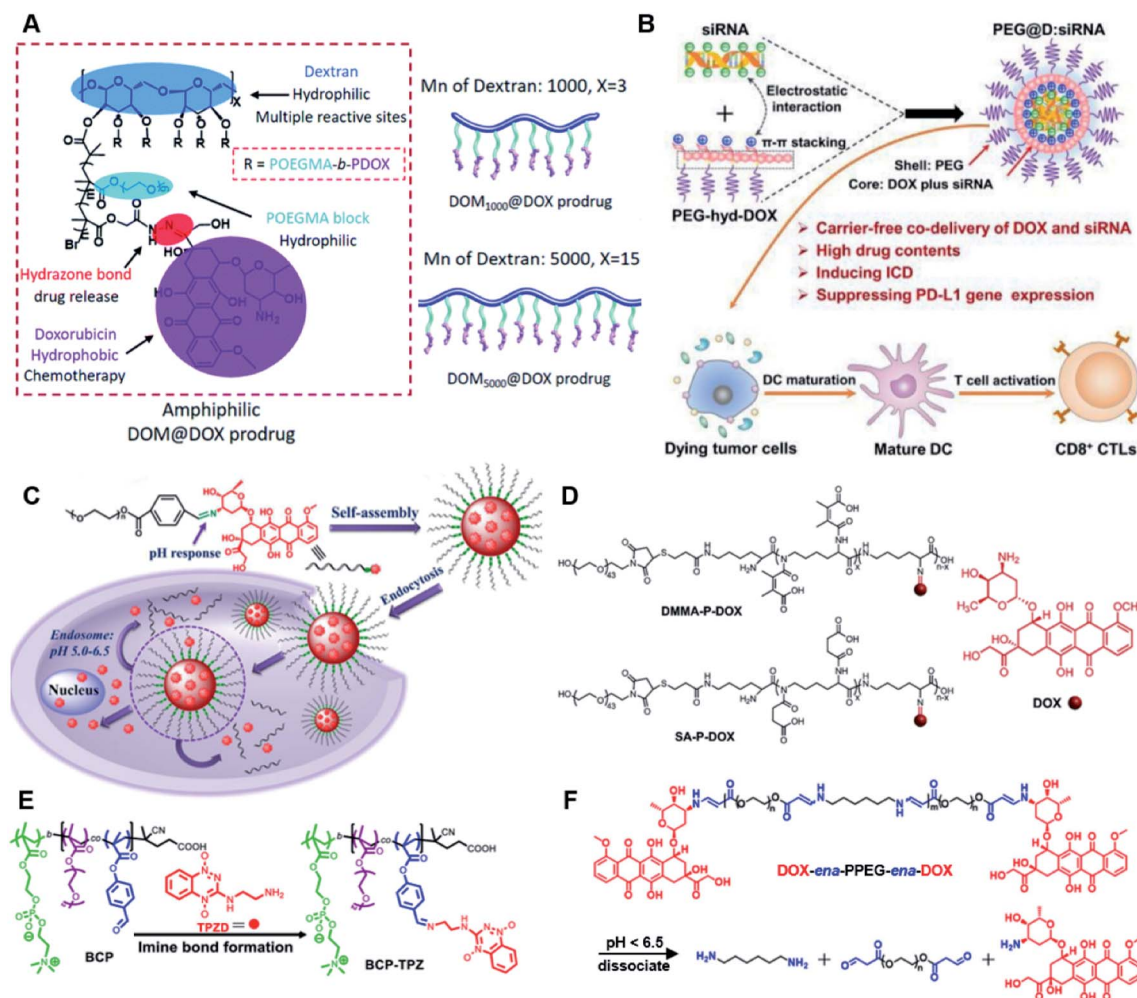 A
Dextran
Hydrophilic
Multiple reactive sites
R R R R R
R = POEGMA-b-PDOX
POEGMA block
Hydrophilic
Hydrazone bond
drug release
Doxorubicin
Hydrophobic
Chemotherapy
Amphiphilic
DOM@DOX prodrug
Mn of Dextran: 1000, X=3
DOM1000@DOX prodrug
Mn of Dextran: 5000, X=15
DOM5000@DOX prodrug
B
siRNA
PEG@D:siRNA
Electrostatic
interaction
+
π-π stacking
PEG-hyd-DOX
Shell: PEG
Core: DOX plus siRNA
➢ Carrier-free co-delivery of DOX and siRNA
➢ High drug contents
➢ Inducing ICD
➢ Suppressing PD-L1 gene expression
DC maturation
T cell activation
Dying tumor cells
Mature DC
CD8+ CTLs
C
pH response
Self-assembly
Endocytosis
Endosome:
pH 5.0-6.5
Nucleus
D
DMMA-P-DOX
SA-P-DOX
DOX
E
BCP
TPZD =
Imine bond formation
BCP-TPZ
F
DOX-ena-PPEG-ena-DOX
pH < 6.5
dissociate
+ +